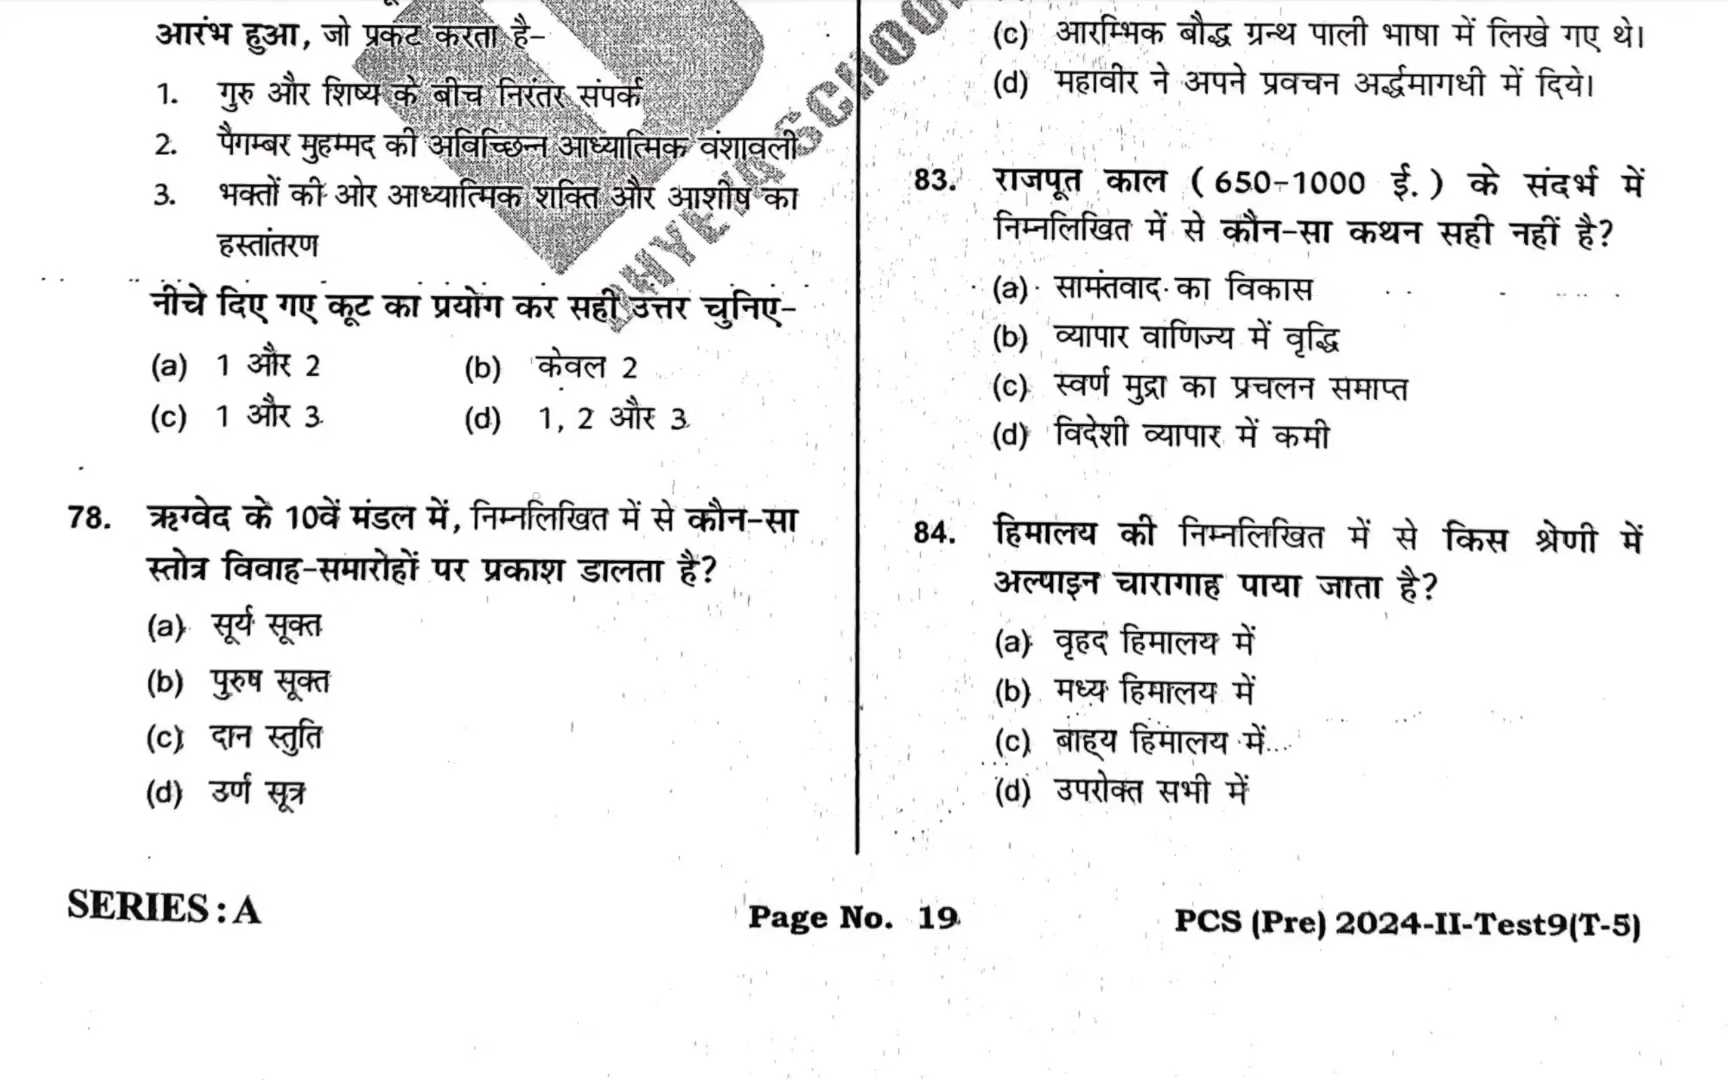 आरंभ हुआ, जो प्रकट करता है-
1. गुरु और शिष्य के बीच निरंतर संपर्क
2. पैगम्बर मुहम्मद की अविच्छिन्न आध्यात्मिक वंशावली
3. भक्तों की ओर आध्यात्मिक शक्ति और आशीष का
हस्तांतरण
नीचे दिए गए कूट का प्रयोग कर सही उत्तर चुनिए-
(a) 1 और 2 (b) केवल 2
(c) 1 और 3 (d) 1, 2 और 3
78. ऋग्वेद के 10वें मंडल में, निम्नलिखित में से कौन-सा
स्तोत्र विवाह-समारोहों पर प्रकाश डालता है?
(a) सूर्य सूक्त
(b) पुरुष सूक्त
(c) दान स्तुति
(d) उर्ण सूत्र
(c) आरम्भिक बौद्ध ग्रन्थ पाली भाषा में लिखे गए थे।
(d) महावीर ने अपने प्रवचन अर्द्धमागधी में दिये।
83. राजपूत काल (650-1000 ई.) के संदर्भ में
निम्नलिखित में से कौन-सा कथन सही नहीं है?
(a) सामंतवाद का विकास
(b) व्यापार वाणिज्य में वृद्धि
(c) स्वर्ण मुद्रा का प्रचलन समाप्त
(d) विदेशी व्यापार में कमी
84. हिमालय की निम्नलिखित में से किस श्रेणी में
अल्पाइन चारागाह पाया जाता है?
(a) वृहद हिमालय में
(b) मध्य हिमालय में
(c) बाह्य हिमालय में
(d) उपरोक्त सभी में
SERIES : A
Page No. 19
PCS (Pre) 2024-II-Test9(T-5)